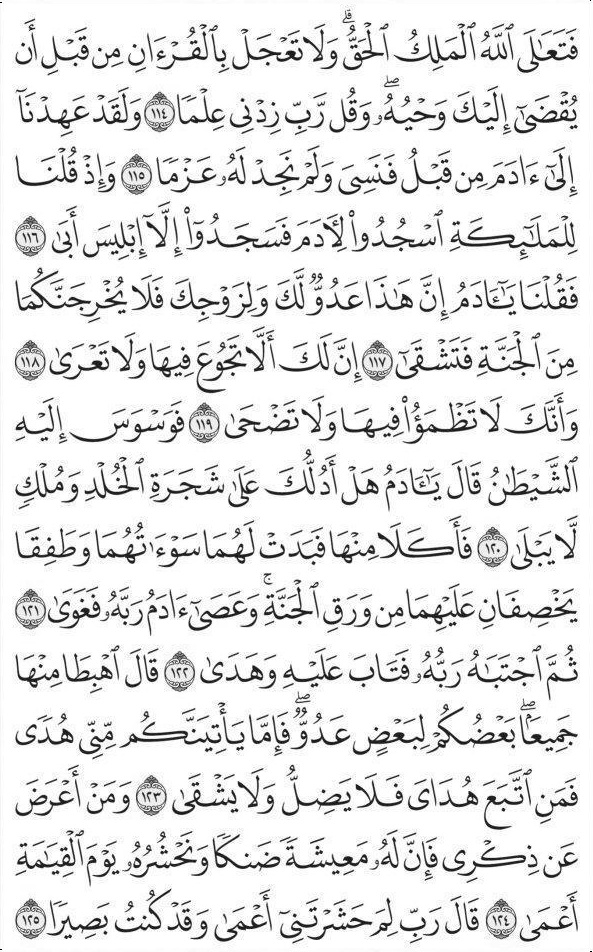 فَتَعَٰلَى ٱللَّهُ ٱلْمَلِكُ ٱلْحَقُّ ۗ وَلَا تَعْجَلْ بِٱلْقُرْءَانِ مِن قَبْلِ أَن
يُقْضَىٰٓ إِلَيْكَ وَحْيُهُۥ ۖ وَقُل رَّبِّ زِدْنِى عِلْمًا ١١٤ وَلَقَدْ عَهِدْنَآ
إِلَىٰٓ ءَادَمَ مِن قَبْلُ فَنَسِىَ وَلَمْ نَجِدْ لَهُۥ عَزْمًا ١١٥ وَإِذْ قُلْنَا
لِلْمَلَٰٓئِكَةِ ٱسْجُدُوا۟ لِءَادَمَ فَسَجَدُوٓا۟ إِلَّآ إِبْلِيسَ أَبَىٰ ١١٦
فَقُلْنَا يَٰٓـَٔادَمُ إِنَّ هَٰذَا عَدُوٌّ لَّكَ وَلِزَوْجِكَ فَلَا يُخْرِجَنَّكُمَا
مِنَ ٱلْجَنَّةِ فَتَشْقَىٰٓ ١١٧ إِنَّ لَكَ أَلَّا تَجُوعَ فِيهَا وَلَا تَعْرَىٰ ١١٨
وَأَنَّكَ لَا تَظْمَؤُا۟ فِيهَا وَلَا تَضْحَىٰ ١١٩ فَوَسْوَسَ إِلَيْهِ
ٱلشَّيْطَٰنُ قَالَ يَٰٓـَٔادَمُ هَلْ أَدُلُّكَ عَلَىٰ شَجَرَةِ ٱلْخُلْدِ وَمُلْكٍ
لَّا يَبْلَىٰ ١٢٠ فَأَكَلَا مِنْهَا فَبَدَتْ لَهُمَا سَوْءَٰتُهُمَا وَطَفِقَا
يَخْصِفَانِ عَلَيْهِمَا مِن وَرَقِ ٱلْجَنَّةِ ۚ وَعَصَىٰٓ ءَادَمُ رَبَّهُۥ فَغَوَىٰ ١٢١
ثُمَّ ٱجْتَبَٰهُ رَبُّهُۥ فَتَابَ عَلَيْهِ وَهَدَىٰ ١٢٢ قَالَ ٱهْبِطَا مِنْهَا
جَمِيعًۢا ۖ بَعْضُكُمْ لِبَعْضٍ عَدُوٌّ ۖ فَإِمَّا يَأْتِيَنَّكُم مِّنِّى هُدًى
فَمَنِ ٱتَّبَعَ هُدَاىَ فَلَا يَضِلُّ وَلَا يَشْقَىٰ ١٢٣ وَمَنْ أَعْرَضَ
عَن ذِكْرِى فَإِنَّ لَهُۥ مَعِيشَةً ضَنكًا وَنَحْشُرُهُۥ يَوْمَ ٱلْقِيَٰمَةِ
أَعْمَىٰ ١٢٤ قَالَ رَبِّ لِمَ حَشَرْتَنِىٓ أَعْمَىٰ وَقَدْ كُنتُ بَصِيرًا ١٢٥